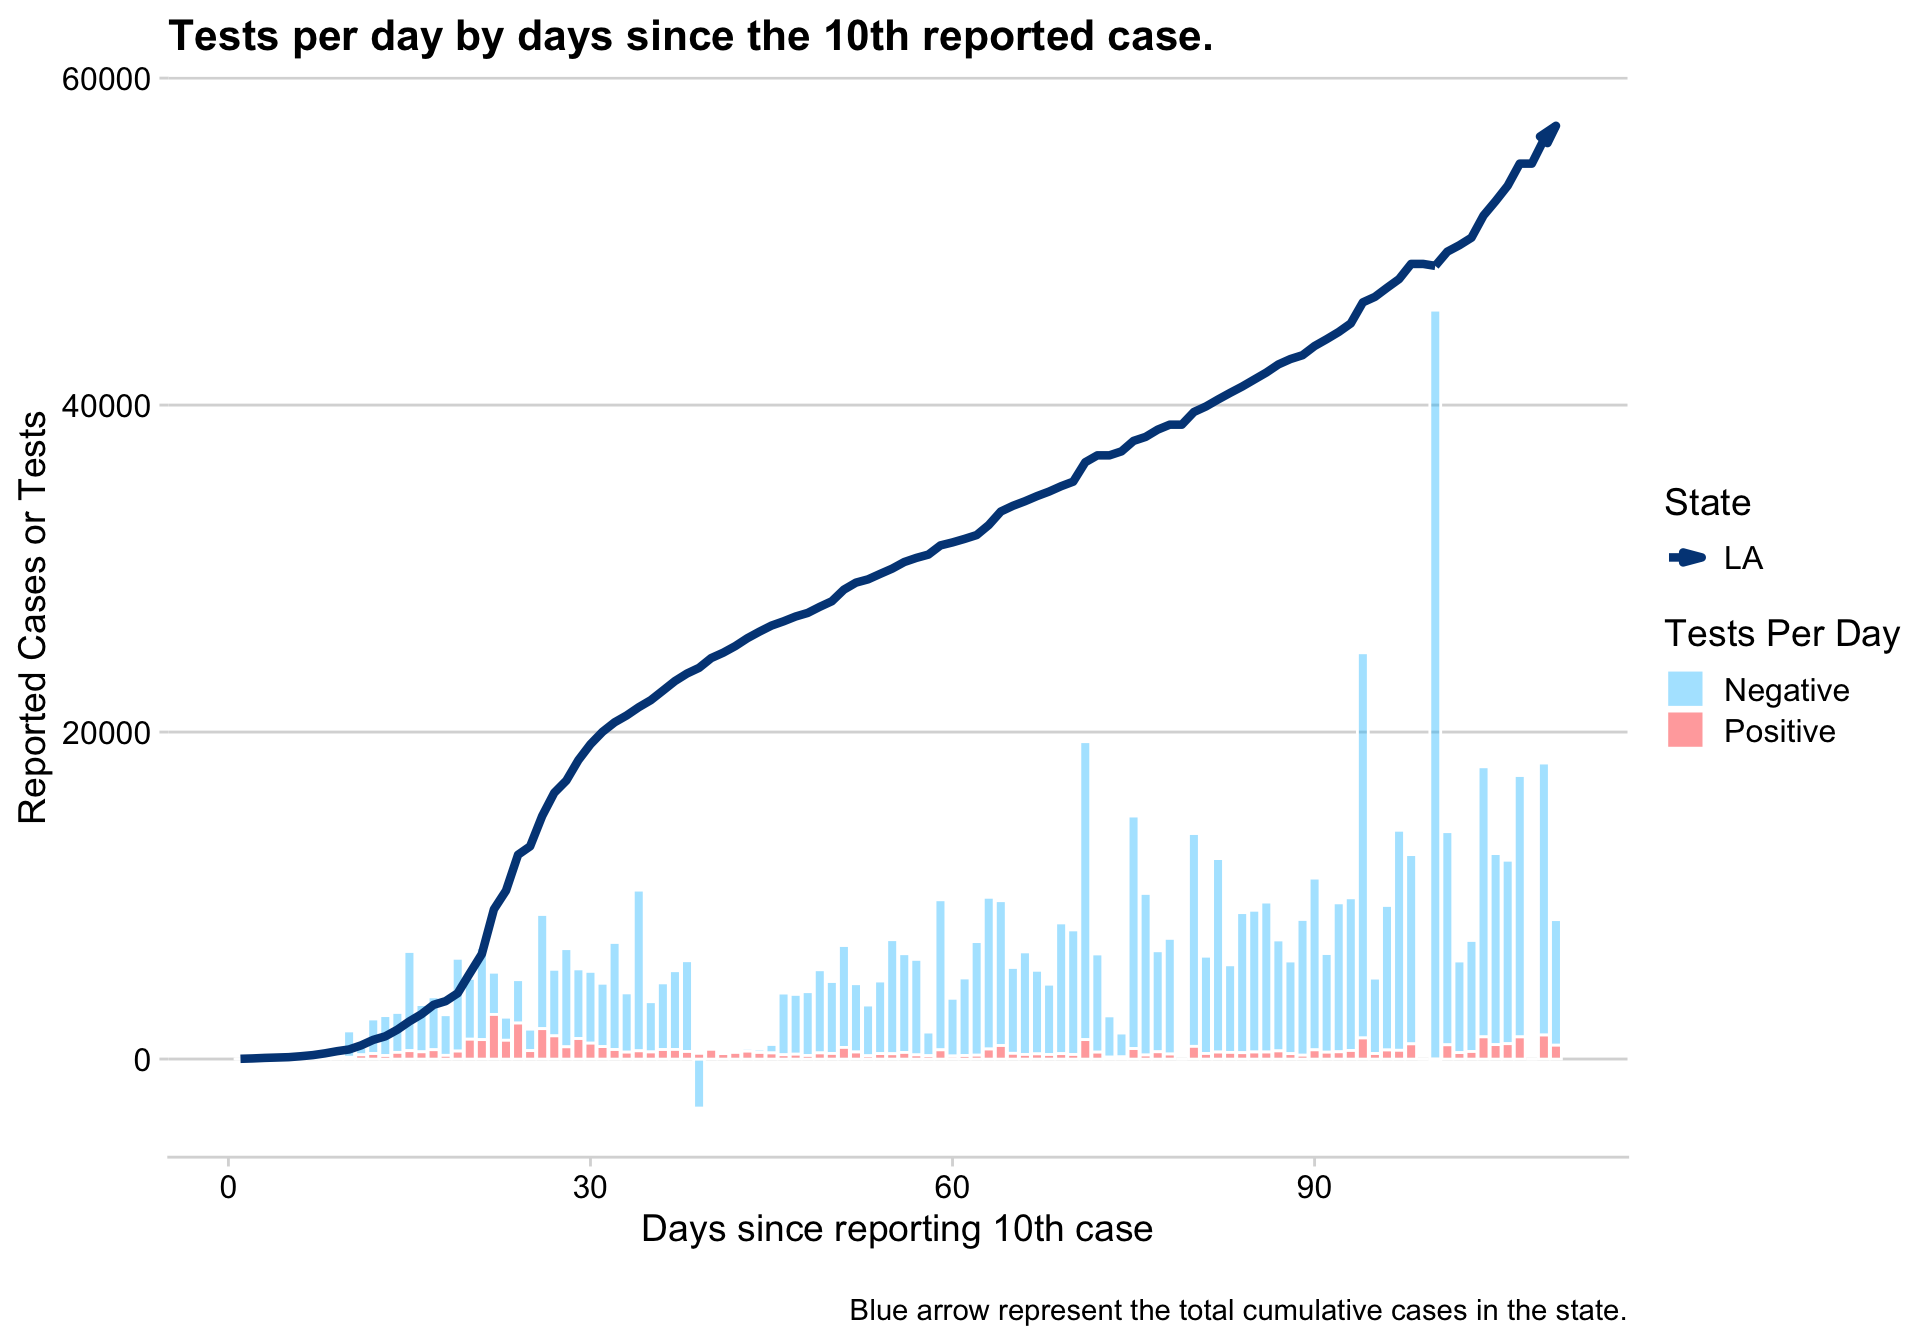 Tests per day by days since the 10th reported case.
60000
40000
20000
0
Reported Cases or Tests
0 30 60 90
Days since reporting 10th case
State
LA
Tests Per Day
Negative
Positive
Blue arrow represent the total cumulative cases in the state.